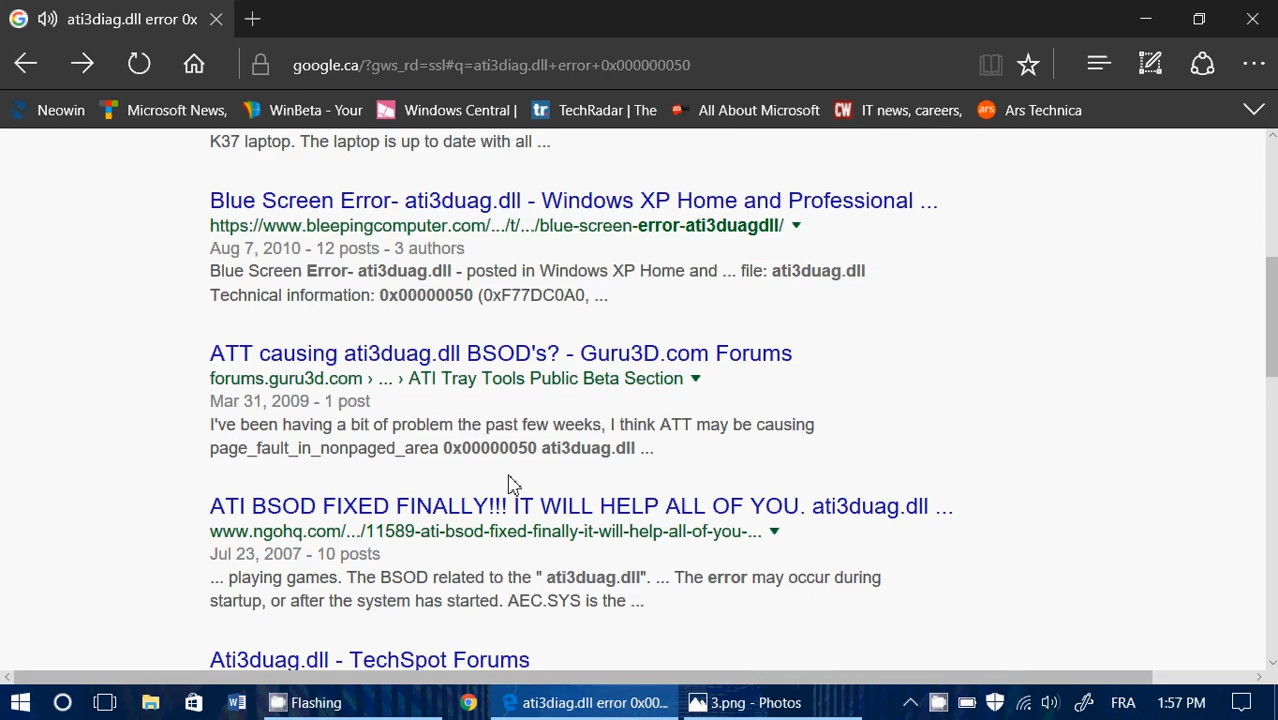 ati3diag.dll error 0x
google.ca/?gws_rd=ssl#q=ati3diag.dll+error+0x000000050
Neowin Microsoft News, WinBeta - Your Windows Central | tr TechRadar | The All About Microsoft CW IT news, careers, ars Ars Technica
K37 laptop. The laptop is up to date with all ...
Blue Screen Error- ati3duag.dll - Windows XP Home and Professional ...
https://www.bleepingcomputer.com/.../t/.../blue-screen-error-ati3duagdll/
Aug 7, 2010 - 12 posts - 3 authors
Blue Screen Error- ati3duag.dll - posted in Windows XP Home and ... file: ati3duag.dll
Technical information: 0x00000050 (0xF77DC0A0, ...
ATT causing ati3duag.dll BSOD's? - Guru3D.com Forums
forums.guru3d.com › ... › ATI Tray Tools Public Beta Section
Mar 31, 2009 - 1 post
I've been having a bit of problem the past few weeks, I think ATT may be causing
page_fault_in_nonpaged_area 0x00000050 ati3duag.dll ...
ATI BSOD FIXED FINALLY!!! IT WILL HELP ALL OF YOU. ati3duag.dll ...
www.ngohq.com/.../11589-ati-bsod-fixed-finally-it-will-help-all-of-you-...
Jul 23, 2007 - 10 posts
... playing games. The BSOD related to the " ati3duag.dll". ... The error may occur during
startup, or after the system has started. AEC.SYS is the ...
Ati3duag.dll - TechSpot Forums
Flashing ati3diag.dll error 0x00... 3.png - Photos FRA 1:57 PM